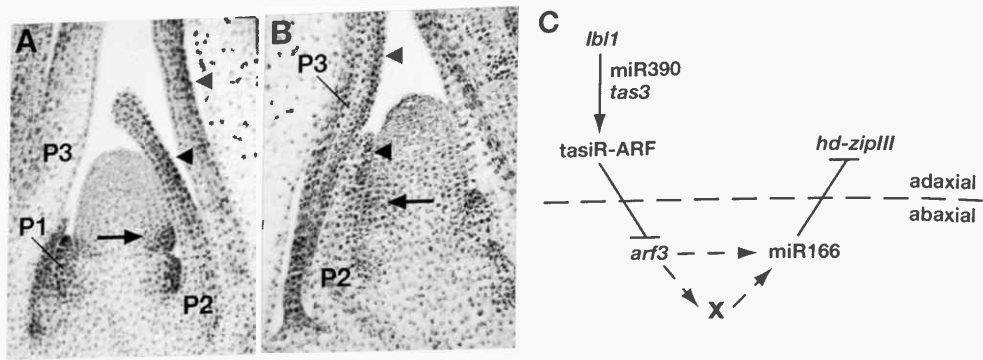 A
P3
P1
P2
B
P3
P2
C
lbl1
miR390
tas3
tasiR-ARF
hd-zipIII
adaxial
abaxial
arf3
miR166
X